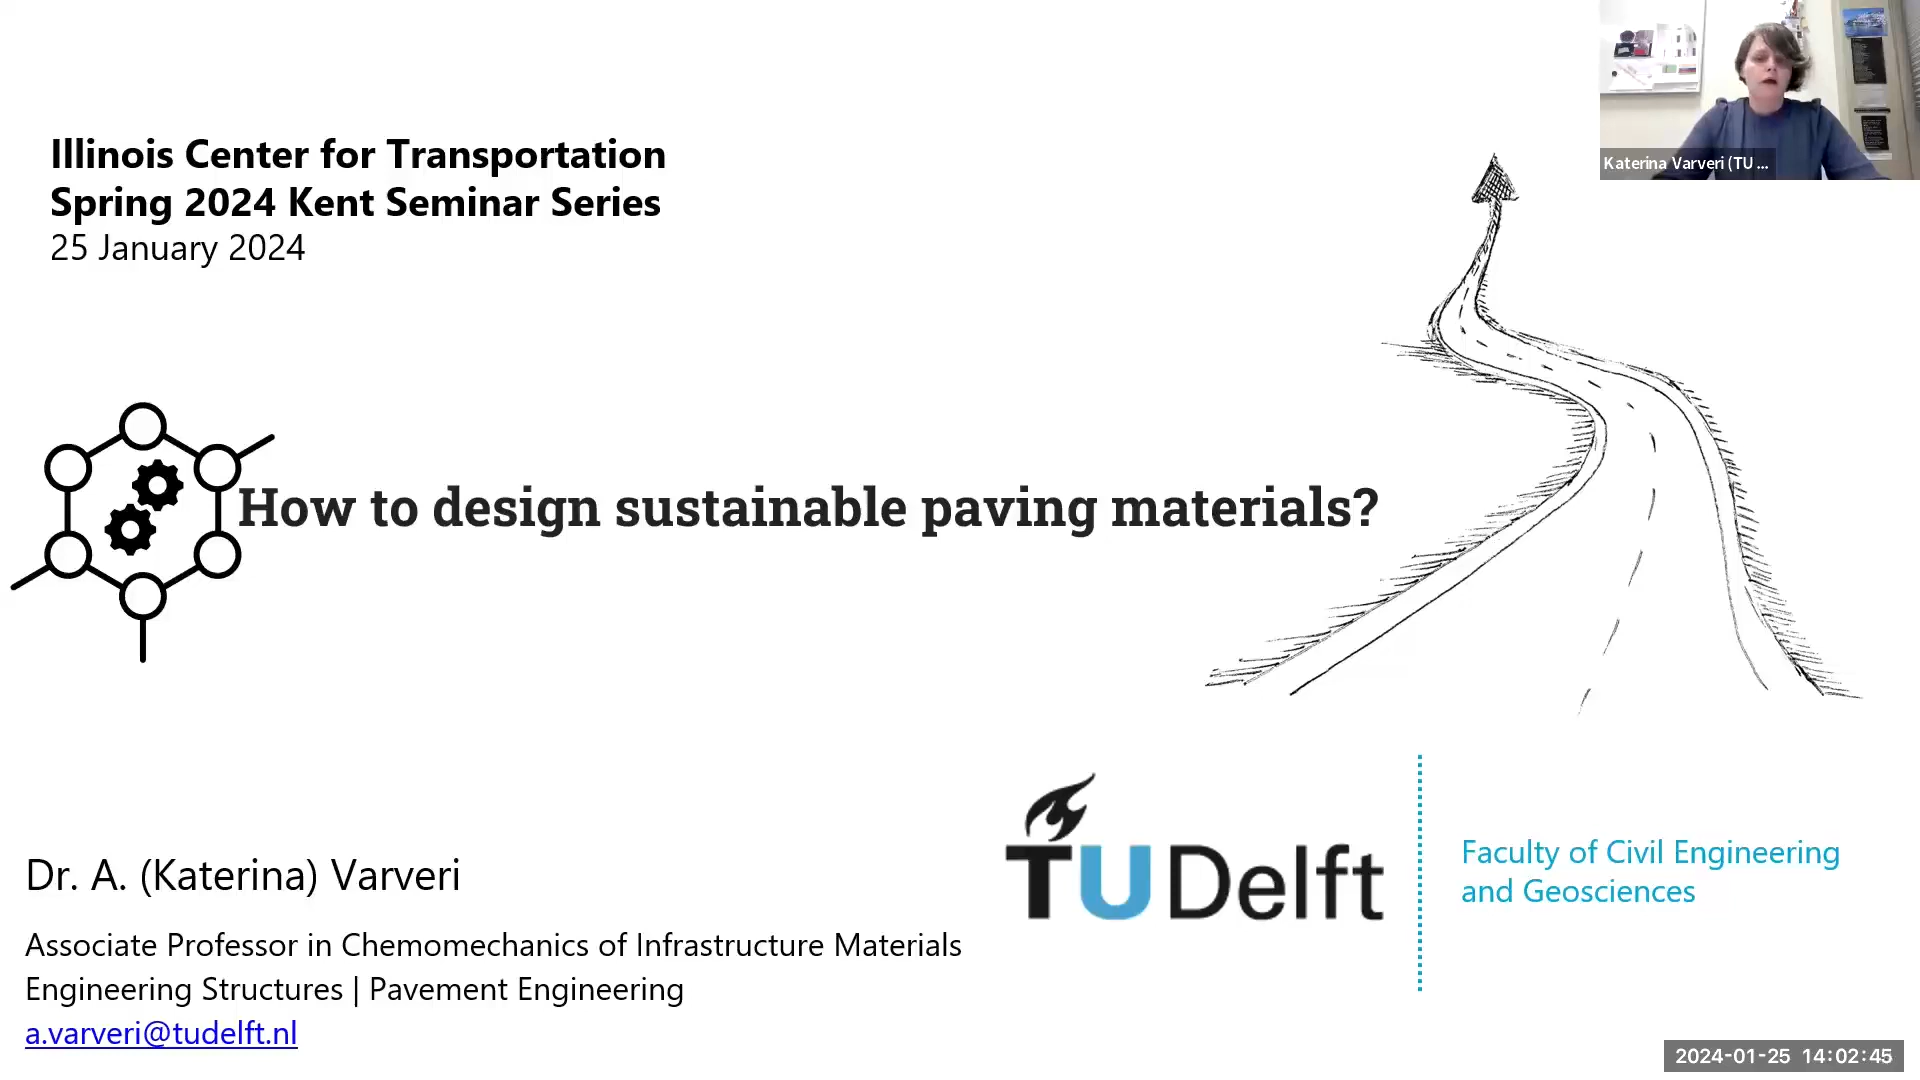 Illinois Center for Transportation
Spring 2024 Kent Seminar Series
25 January 2024
Katerina Varveri (TU ...
How to design sustainable paving materials?
Dr. A. (Katerina) Varveri
Associate Professor in Chemomechanics of Infrastructure Materials
Engineering Structures | Pavement Engineering
a.varveri@tudelft.nl
TU Delft
Faculty of Civil Engineering
and Geosciences
2024-01-25 14:02:45